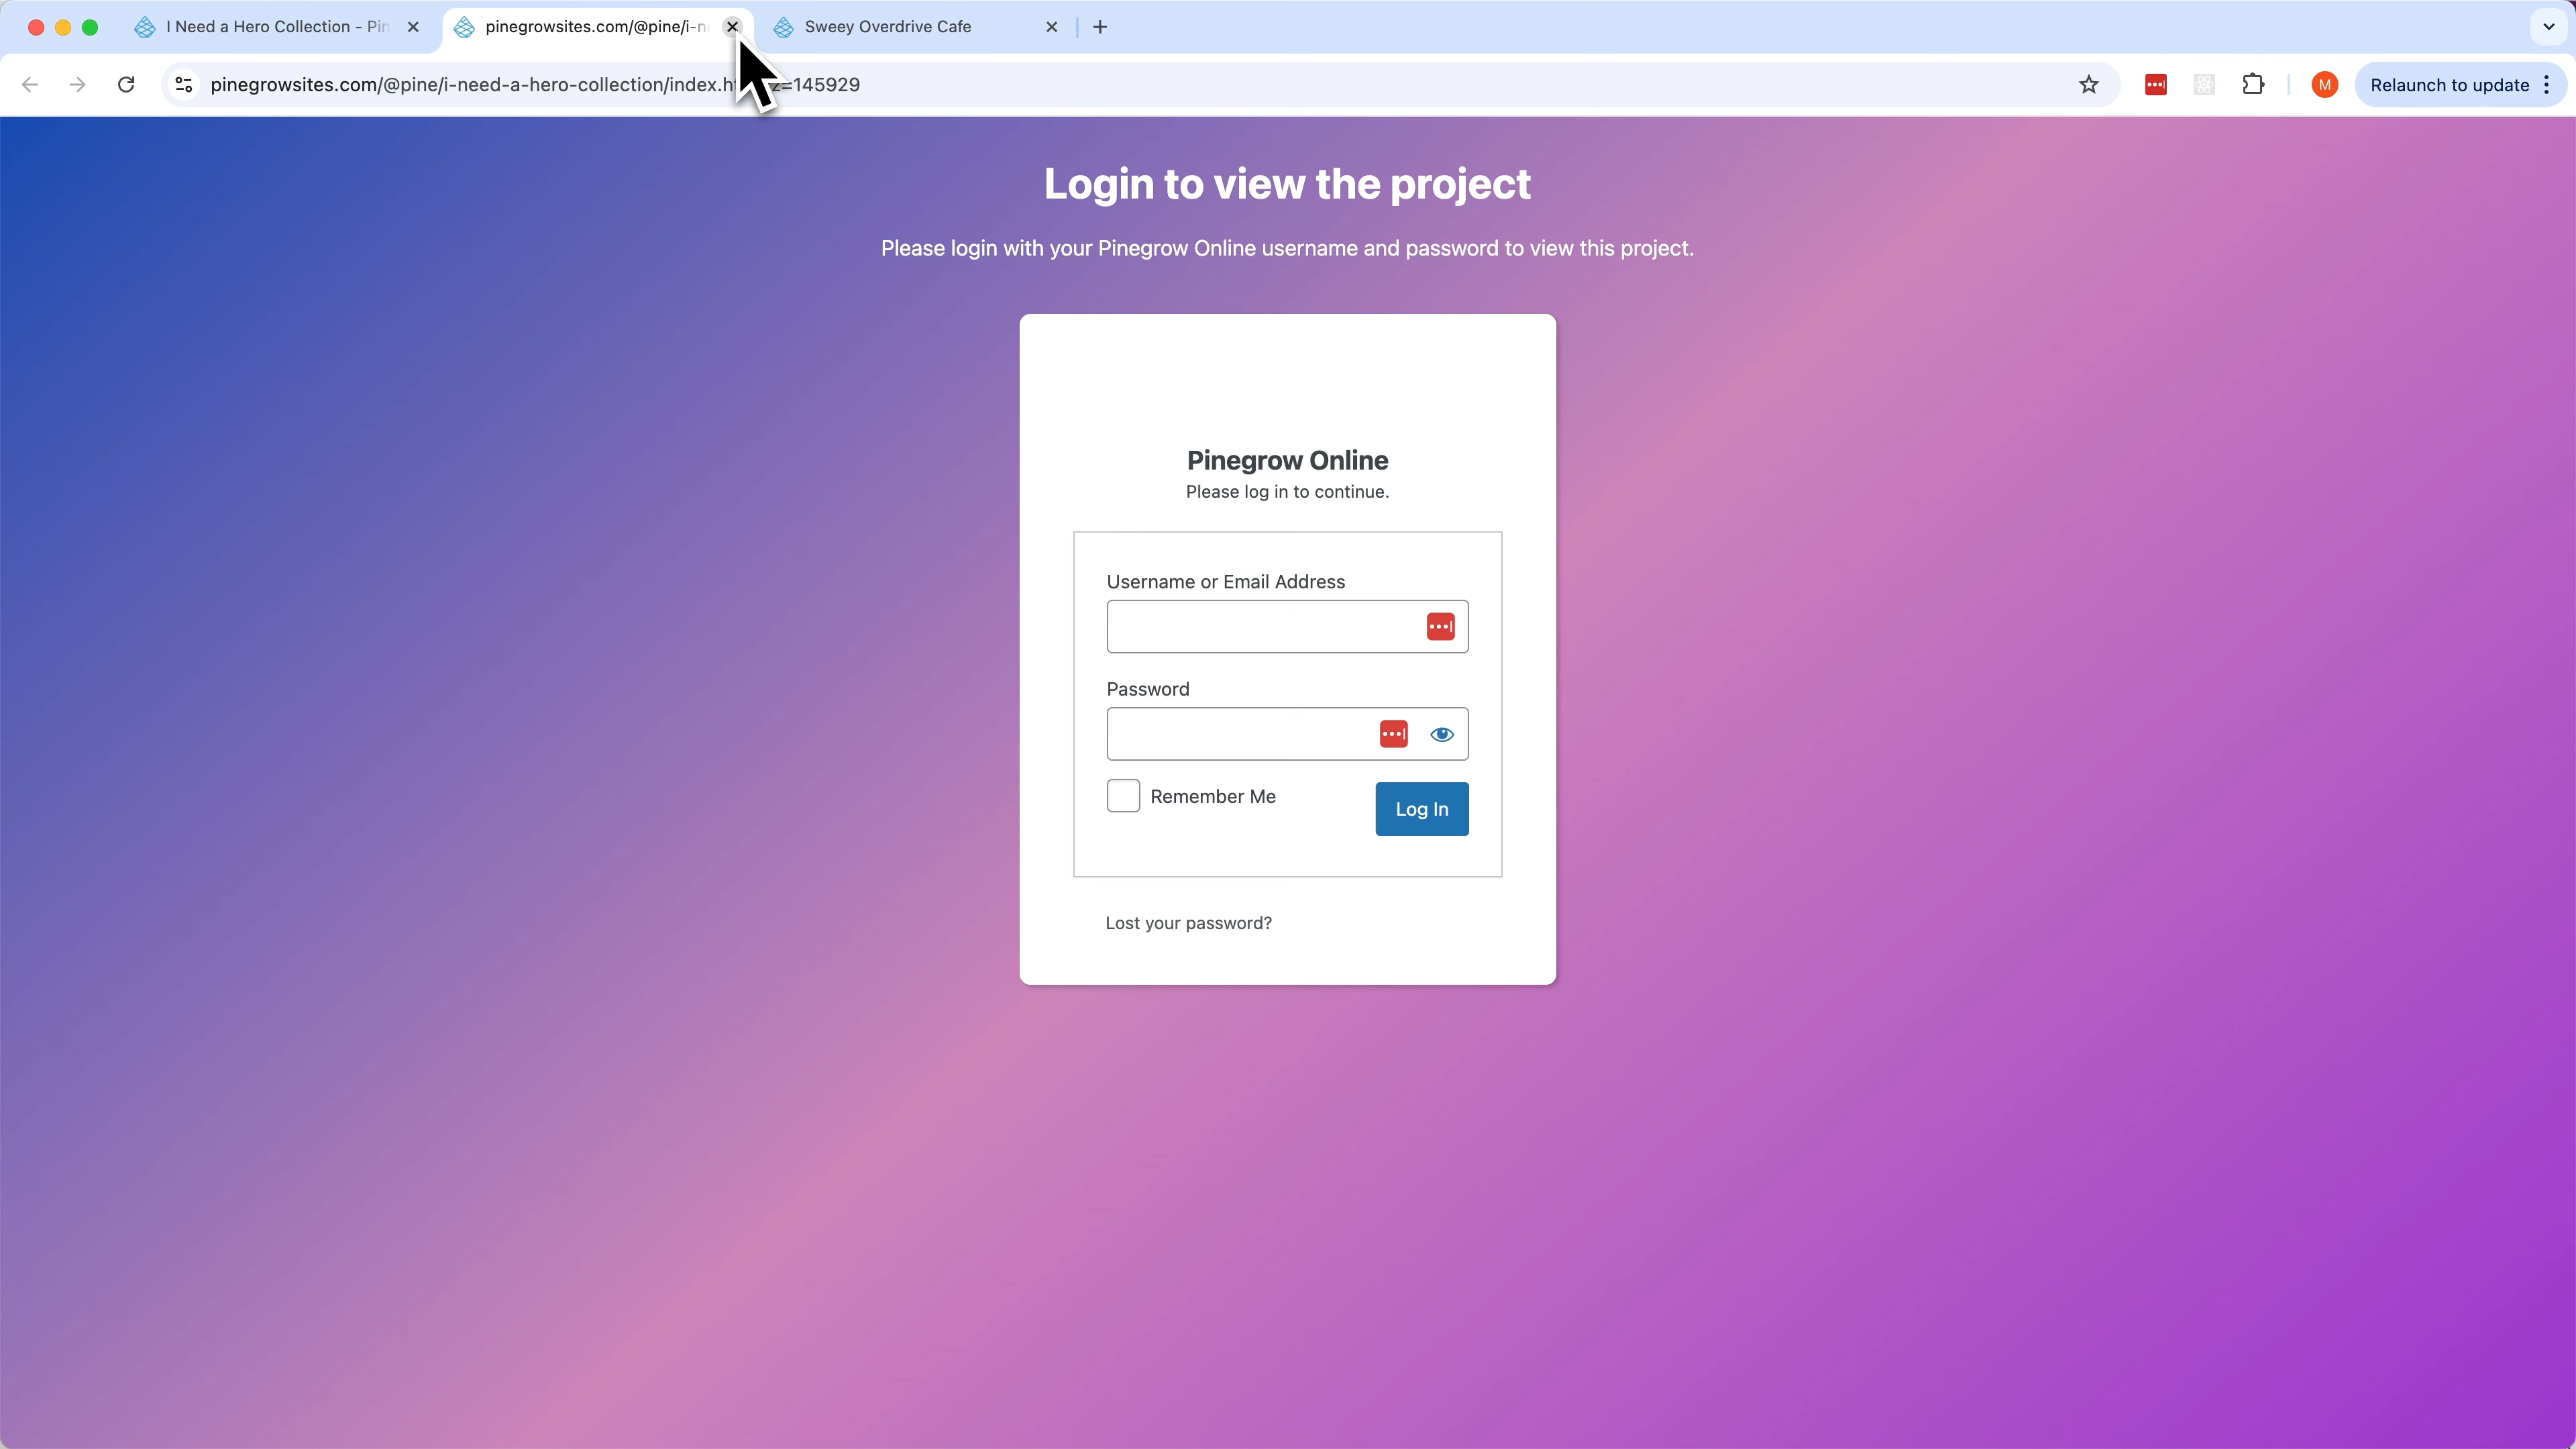 I Need a Hero Collection - Pin
pinegrowsites.com/@pine/i-n
Sweey Overdrive Cafe
pinegrowsites.com/@pine/i-need-a-hero-collection/index.h z=145929
M
Relaunch to update
Login to view the project
Please login with your Pinegrow Online username and password to view this project.
Pinegrow Online
Please log in to continue.
Username or Email Address
Password
Remember Me
Log In
Lost your password?